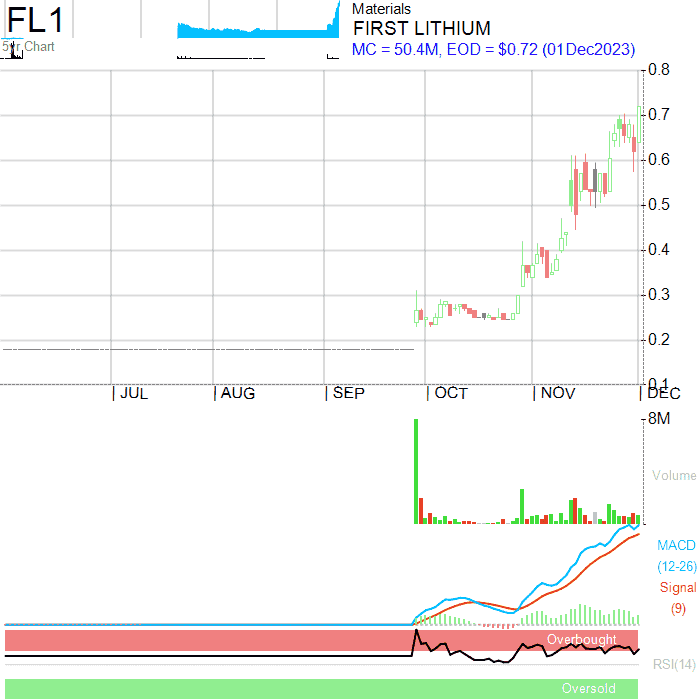 FL1
Materials
FIRST LITHIUM
MC = 50.4M, EOD = $0.72 (01Dec2023)
5Yr Chart
0.8
0.7
0.6
0.5
0.4
0.3
0.2
0.1
| JUL | AUG | SEP | OCT | NOV | DEC
8M
Volume
MACD
(12-26)
Signal
(9)
Overbought
RSI(14)
Oversold